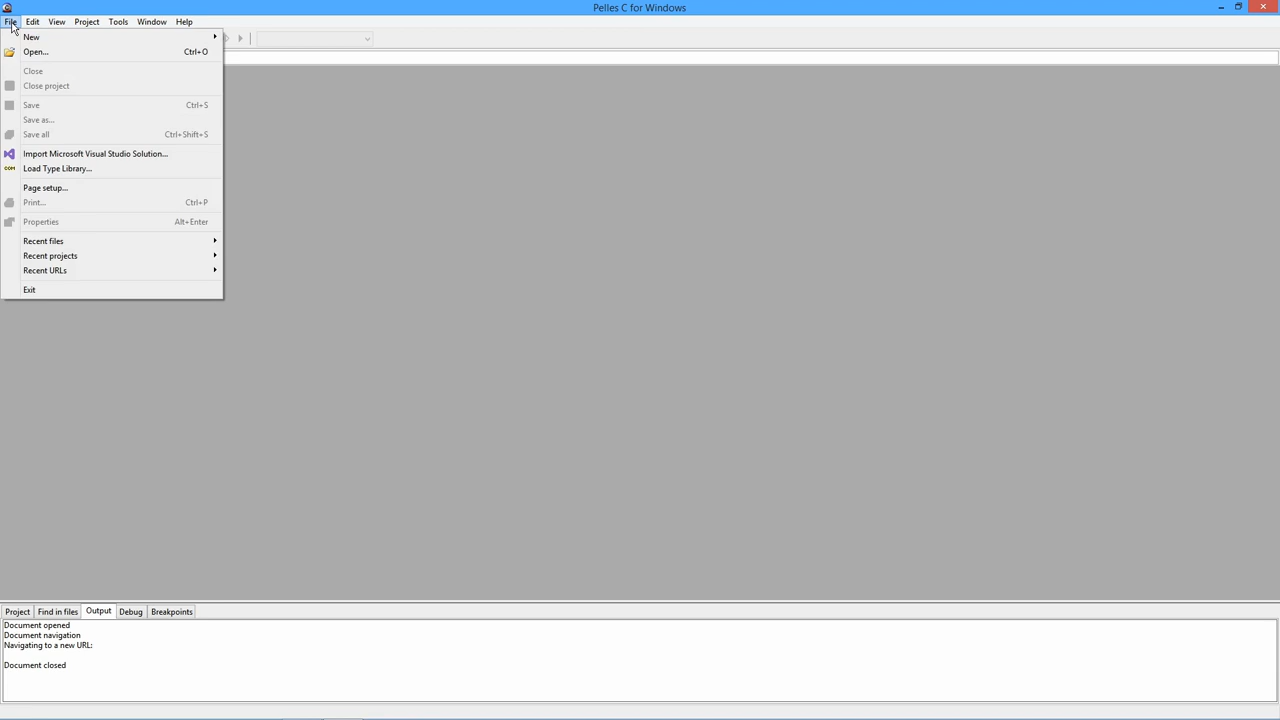 Pelles C for Windows
File Edit View Project Tools Window Help
New
Open... Ctrl+O
Close
Close project
Save Ctrl+S
Save as...
Save all Ctrl+Shift+S
Import Microsoft Visual Studio Solution...
COM Load Type Library...
Page setup...
Print... Ctrl+P
Properties Alt+Enter
Recent files
Recent projects
Recent URLs
Exit
Project Find in files Output Debug Breakpoints
Document opened
Document navigation
Navigating to a new URL:
Document closed